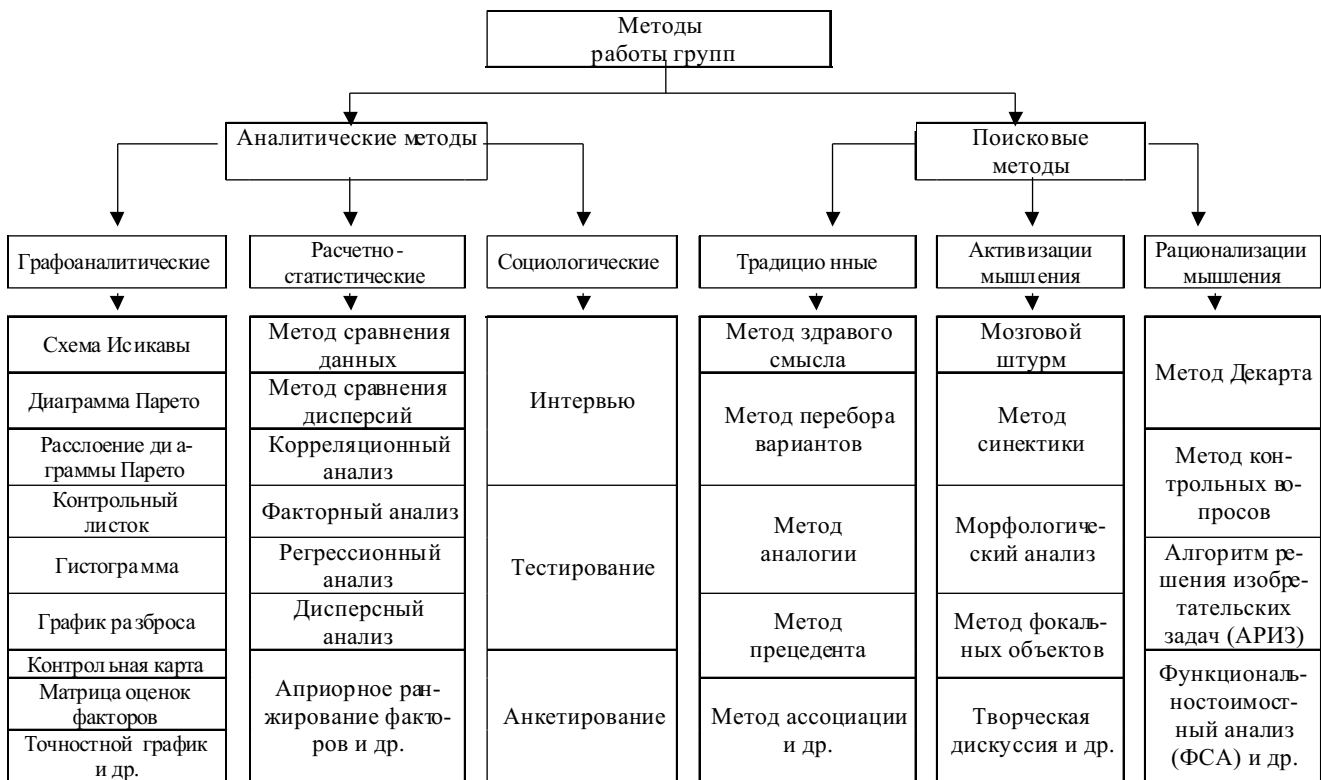 Методы
работы групп
Аналитические методы
Поисковые
методы
Графоаналитические
Расчетно-
статистические
Социологические
Традиционные
Активизации
мышления
Рационализации
мышления
Схема Исикавы
Диаграмма Парето
Расслоение диа-
граммы Парето
Контрольный
листок
Гистограмма
График разброса
Контрольная карта
Матрица оценок
факторов
Точностной график
и др.
Метод сравнения
данных
Метод сравнения
дисперсий
Корреляционный
анализ
Факторный анализ
Регрессионный
анализ
Дисперсный
анализ
Априорное ран-
жирование факто-
ров и др.
Интервью
Тестирование
Анкетирование
Метод здравого
смысла
Метод перебора
вариантов
Метод
аналогии
Метод
прецедента
Метод ассоциации
и др.
Мозговой
штурм
Метод
синектики
Морфологиче-
ский анализ
Метод фокаль-
ных объектов
Творческая
дискуссия и др.
Метод Декарта
Метод кон-
трольных во-
просов
Алгоритм ре-
шения изобре-
тательских
задач (АРИЗ)
Функциональ-
ностоимост-
ный анализ
(ФСА) и др.